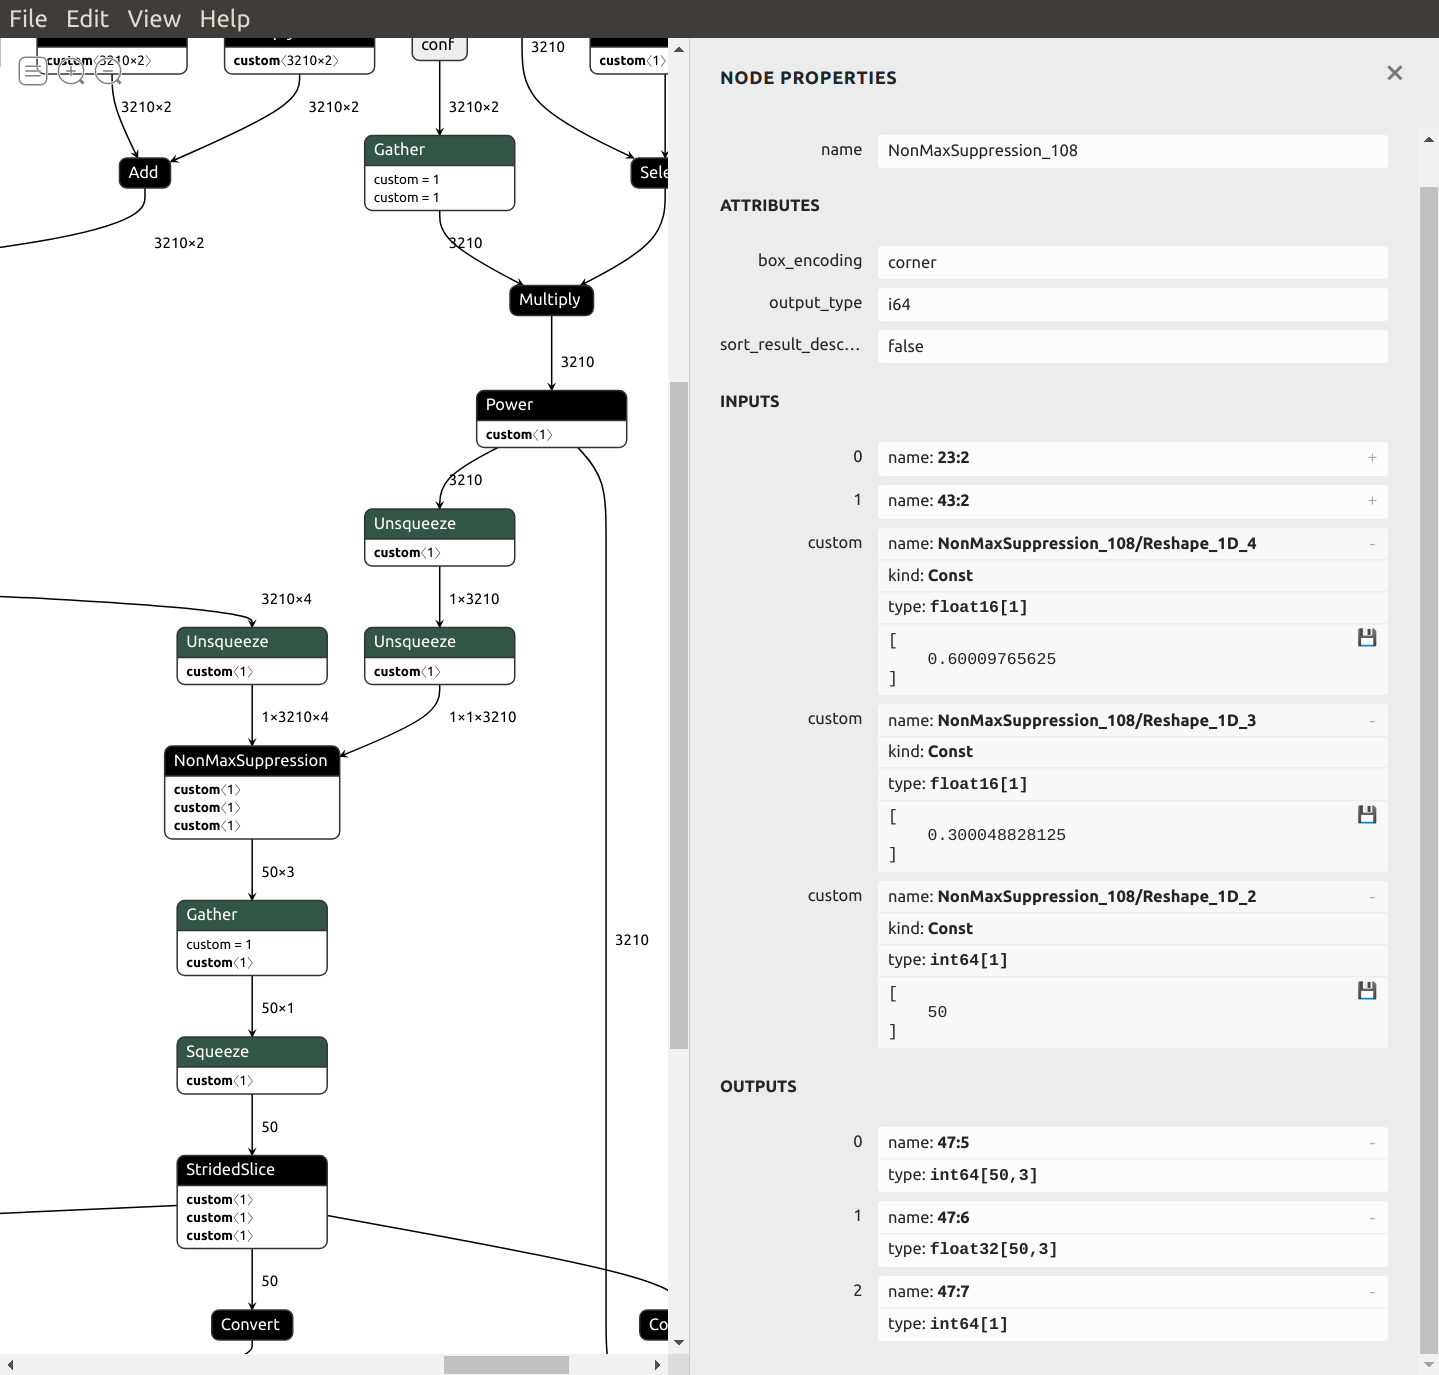 File Edit View Help
custom〈3210×2〉
custom〈3210×2〉
conf
3210
custom〈1〉
3210×2
3210×2
3210×2
Gather
custom = 1
custom = 1
Add
3210×2
3210
Multiply
3210
Power
custom〈1〉
3210
Unsqueeze
custom〈1〉
3210×4
1×3210
Unsqueeze
custom〈1〉
Unsqueeze
custom〈1〉
1×3210×4
1×1×3210
NonMaxSuppression
custom〈1〉
custom〈1〉
custom〈1〉
50×3
Gather
custom = 1
custom〈1〉
3210
50×1
Squeeze
custom〈1〉
50
StridedSlice
custom〈1〉
custom〈1〉
custom〈1〉
50
Convert
Co
NODE PROPERTIES
name NonMaxSuppression_108
ATTRIBUTES
box_encoding corner
output_type i64
sort_result_desc... false
INPUTS
0 name: 23:2 +
1 name: 43:2 +
custom name: NonMaxSuppression_108/Reshape_1D_4 -
kind: Const
type: float16[1]
[
0.60009765625
]
custom name: NonMaxSuppression_108/Reshape_1D_3 -
kind: Const
type: float16[1]
[
0.300048828125
]
custom name: NonMaxSuppression_108/Reshape_1D_2 -
kind: Const
type: int64[1]
[
50
]
OUTPUTS
0 name: 47:5 -
type: int64[50,3]
1 name: 47:6 -
type: float32[50,3]
2 name: 47:7 -
type: int64[1]